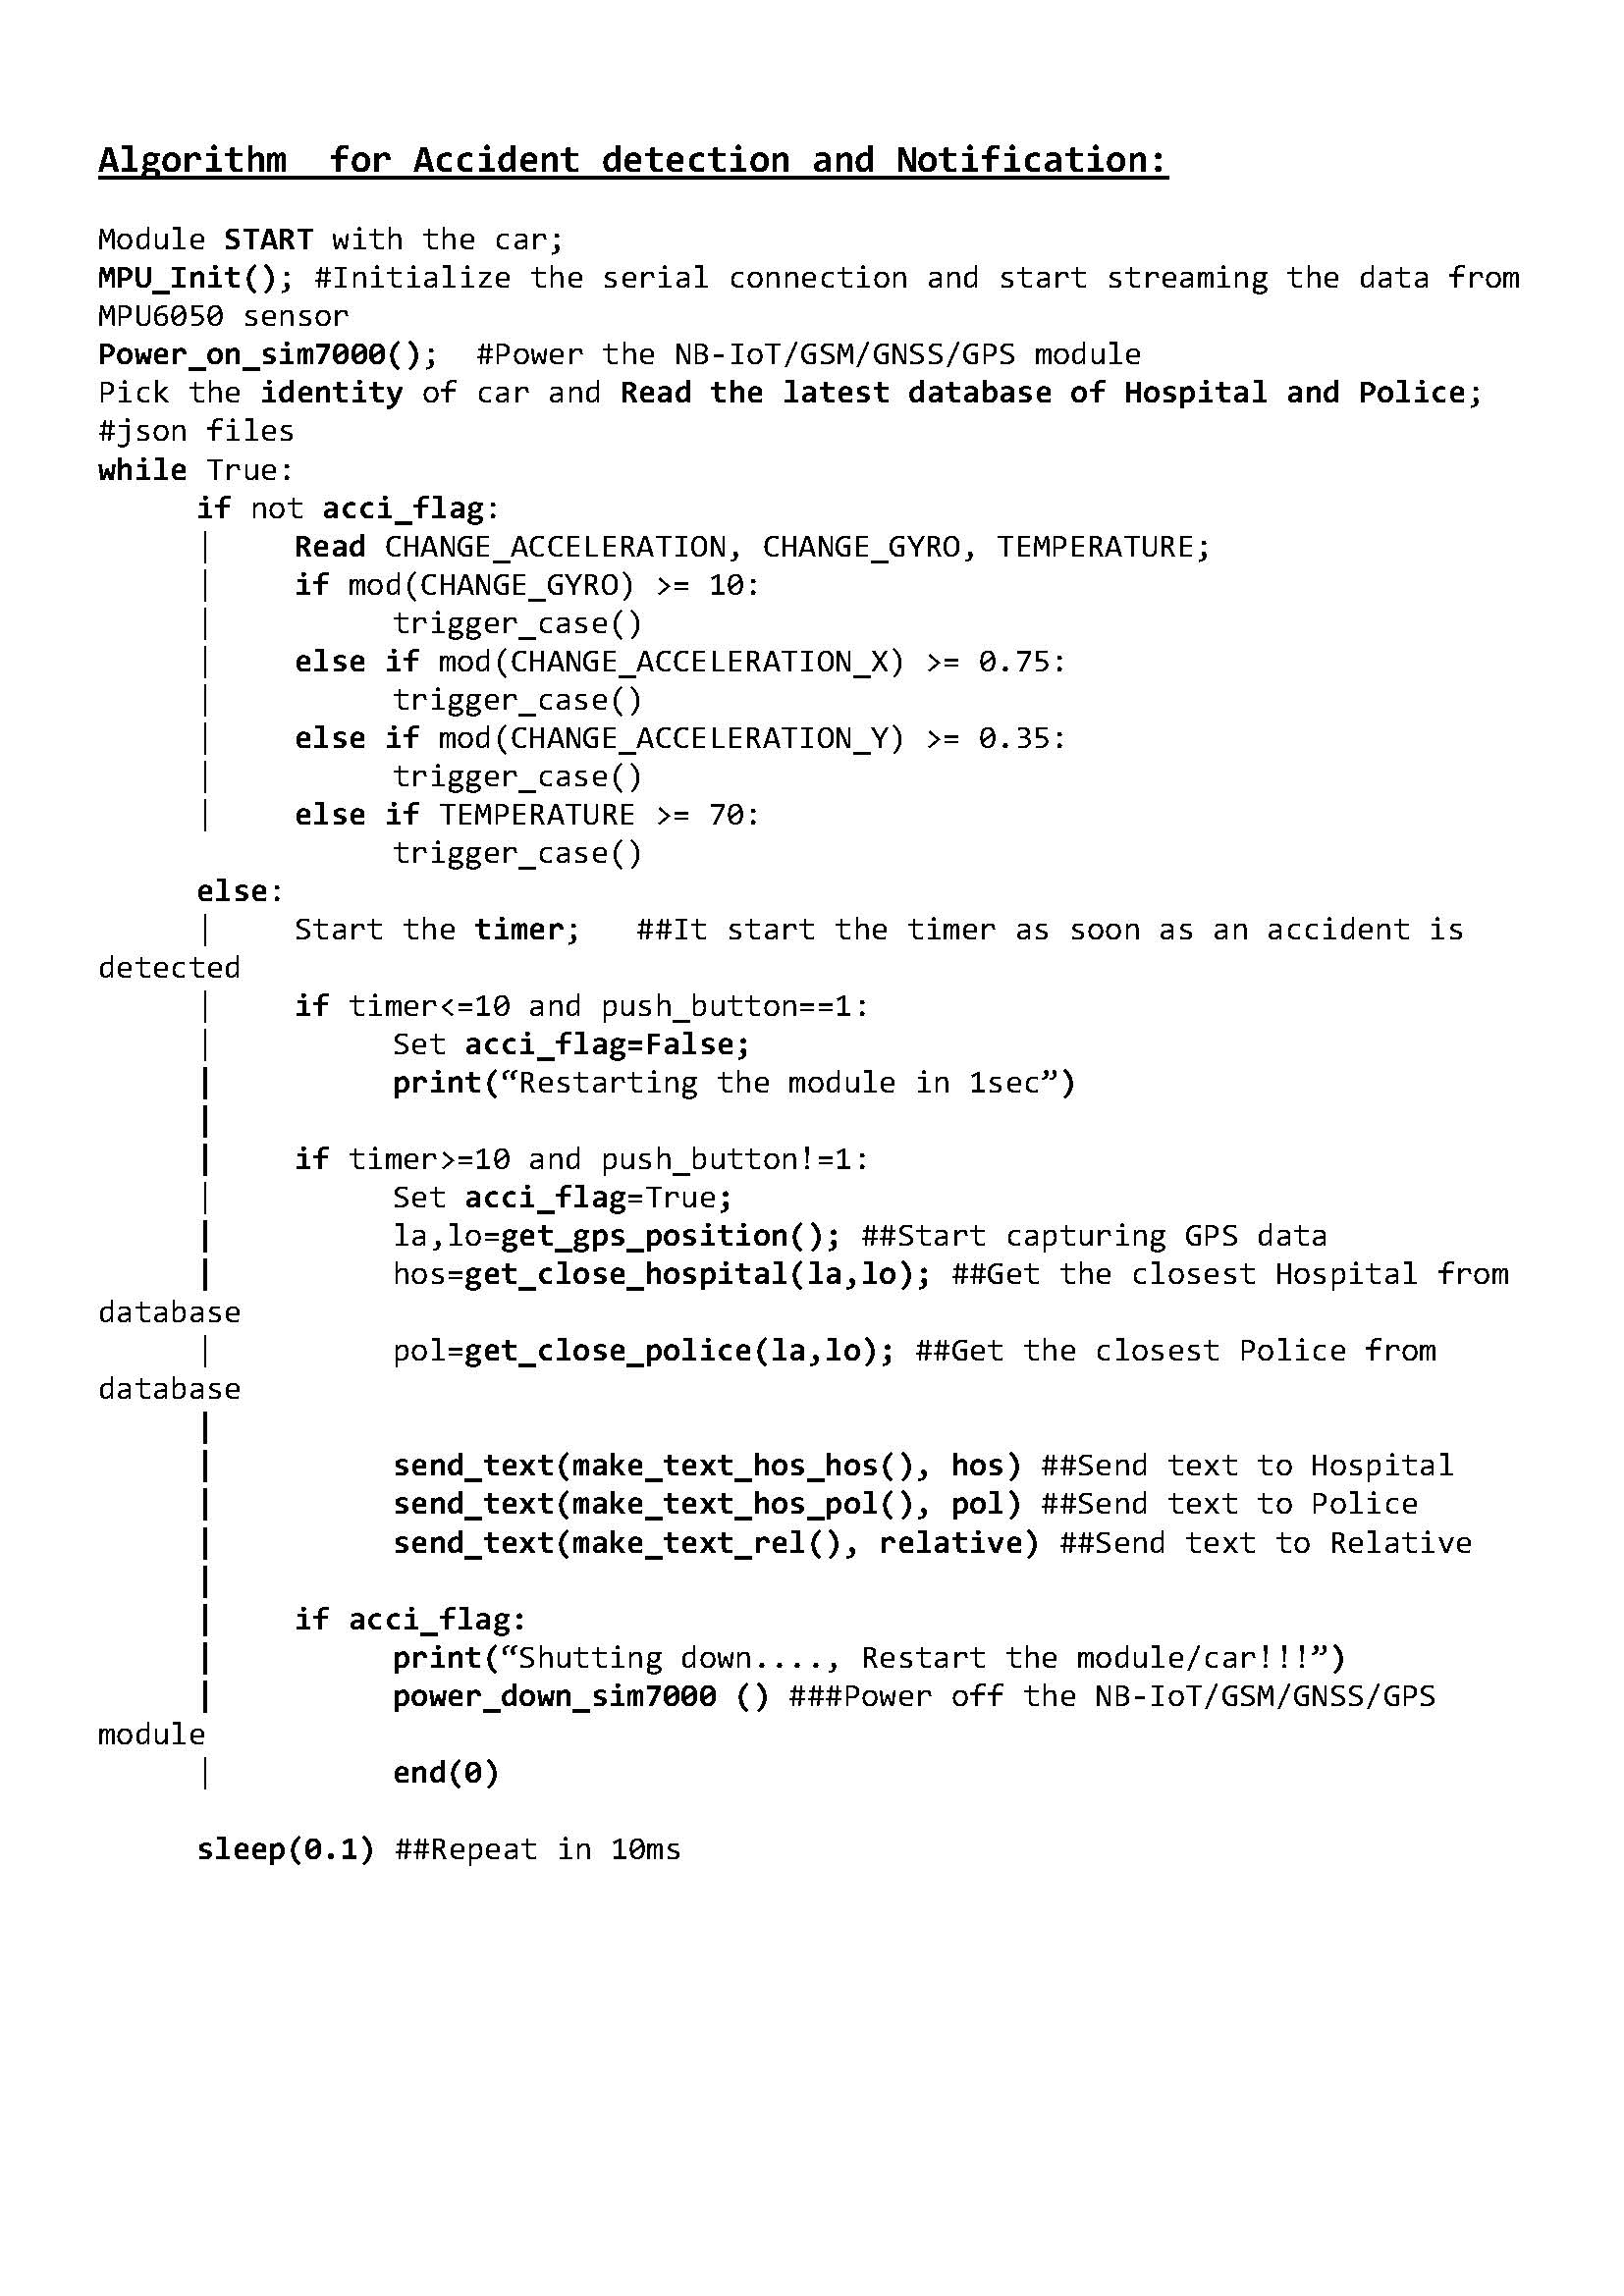 Algorithm  for Accident detection and Notification:
Module START with the car;
MPU_Init(); #Initialize the serial connection and start streaming the data from
MPU6050 sensor
Power_on_sim7000();  #Power the NB-IoT/GSM/GNSS/GPS module
Pick the identity of car and Read the latest database of Hospital and Police;
#json files
while True:
if not acci_flag:
|     Read CHANGE_ACCELERATION, CHANGE_GYRO, TEMPERATURE;
|     if mod(CHANGE_GYRO) >= 10:
|          trigger_case()
|     else if mod(CHANGE_ACCELERATION_X) >= 0.75:
|          trigger_case()
|     else if mod(CHANGE_ACCELERATION_Y) >= 0.35:
|          trigger_case()
|     else if TEMPERATURE >= 70:
trigger_case()
else:
|     Start the timer;   ##It start the timer as soon as an accident is
detected
|     if timer<=10 and push_button==1:
|          Set acci_flag=False;
|          print(“Restarting the module in 1sec”)
|
|     if timer>=10 and push_button!=1:
|          Set acci_flag=True;
|          la,lo=get_gps_position(); ##Start capturing GPS data
|          hos=get_close_hospital(la,lo); ##Get the closest Hospital from
database
|          pol=get_close_police(la,lo); ##Get the closest Police from
database
|
|          send_text(make_text_hos_hos(), hos) ##Send text to Hospital
|          send_text(make_text_hos_pol(), pol) ##Send text to Police
|          send_text(make_text_rel(), relative) ##Send text to Relative
|
|     if acci_flag:
|          print(“Shutting down...., Restart the module/car!!!”)
|          power_down_sim7000 () ###Power off the NB-IoT/GSM/GNSS/GPS
module
|          end(0)
sleep(0.1) ##Repeat in 10ms